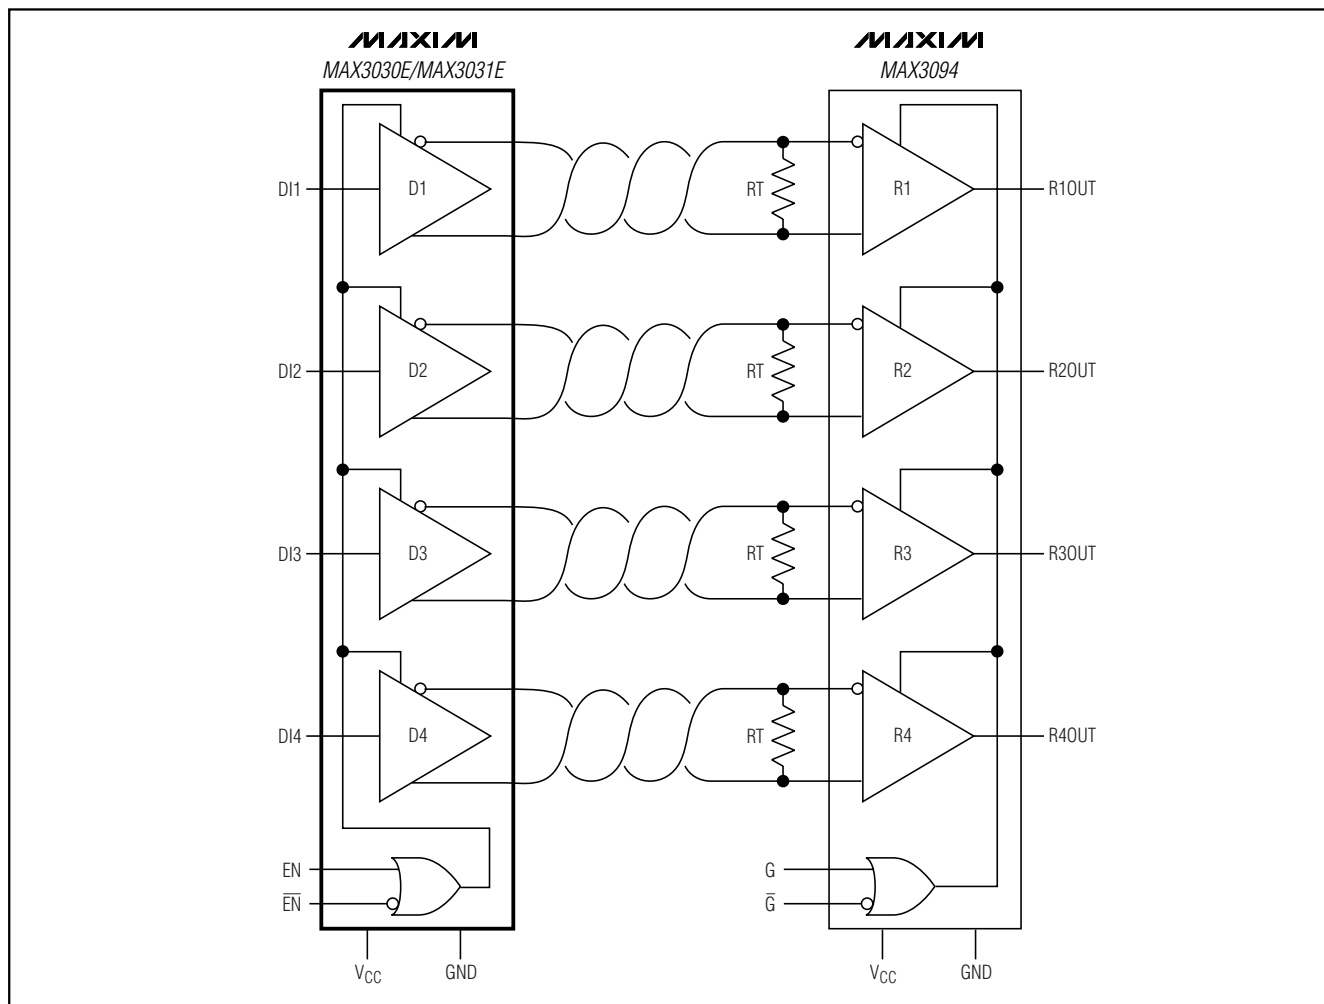 MAXIM
MAX3030E/MAX3031E
MAXIM
MAX3094
DI1
D1
RT
R1
R1OUT
DI2
D2
RT
R2
R2OUT
DI3
D3
RT
R3
R3OUT
DI4
D4
RT
R4
R4OUT
EN
E̅N̅
G
G̅
VCC
GND
VCC
GND